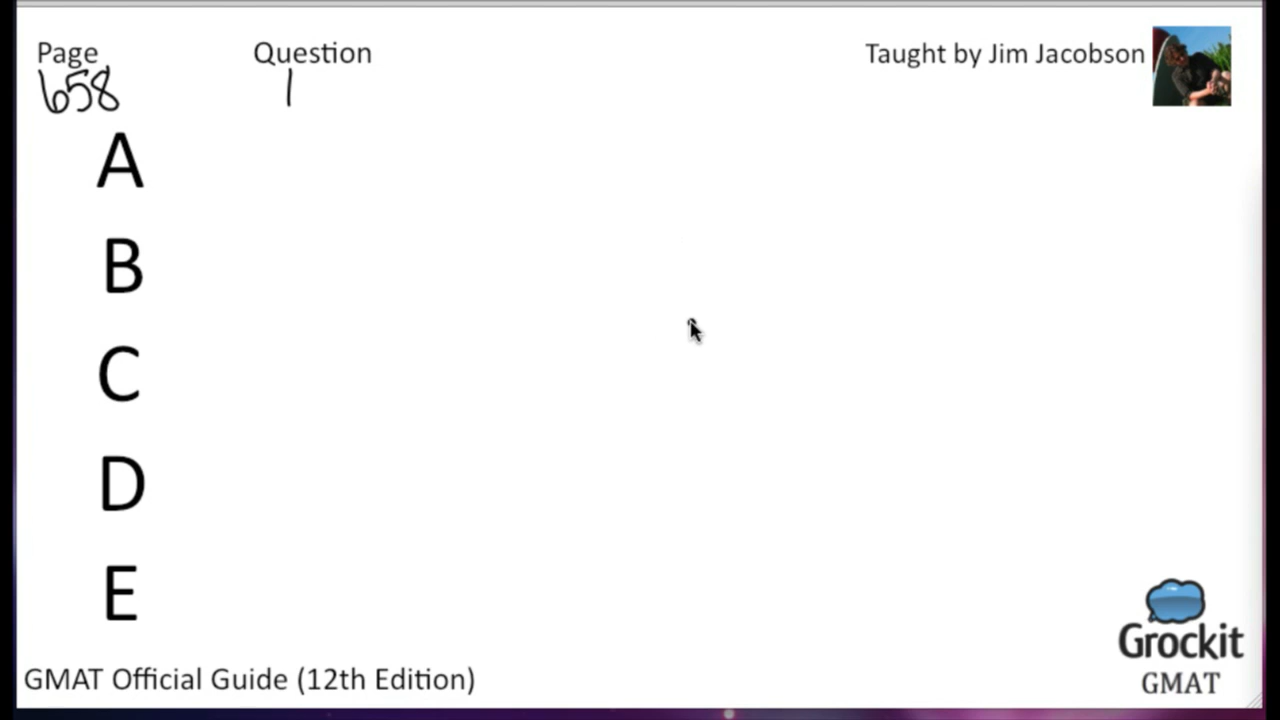 Page Question Taught by Jim Jacobson
658 1
A
B
C
D
E
Grockit
GMAT
GMAT Official Guide (12th Edition)